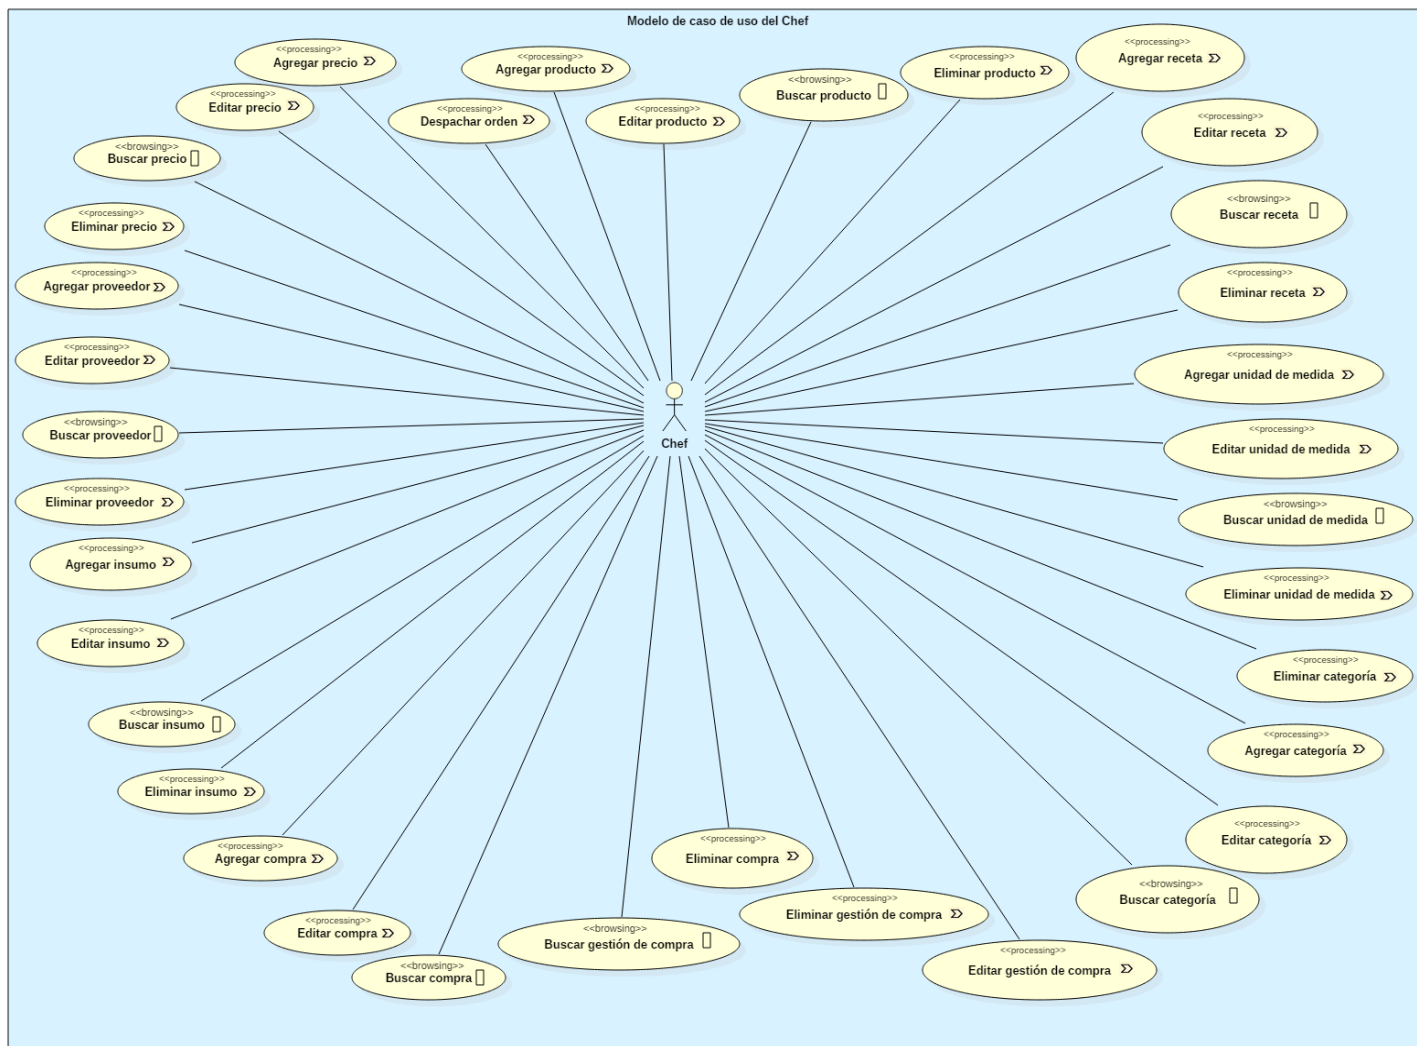 Modelo de caso de uso del Chef
<<processing>>
Agregar precio
<<processing>>
Agregar producto
<<browsing>>
Buscar producto
<<processing>>
Eliminar producto
<<processing>>
Agregar receta
<<processing>>
Editar precio
<<processing>>
Despachar orden
<<processing>>
Editar producto
<<processing>>
Editar receta
<<browsing>>
Buscar precio
<<browsing>>
Buscar receta
<<processing>>
Eliminar precio
<<processing>>
Agregar proveedor
<<processing>>
Eliminar receta
<<processing>>
Editar proveedor
<<processing>>
Agregar unidad de medida
<<browsing>>
Buscar proveedor
Chef
<<processing>>
Editar unidad de medida
<<processing>>
Eliminar proveedor
<<browsing>>
Buscar unidad de medida
<<processing>>
Agregar insumo
<<processing>>
Eliminar unidad de medida
<<processing>>
Editar insumo
<<processing>>
Eliminar categoría
<<browsing>>
Buscar insumo
<<processing>>
Agregar categoría
<<processing>>
Eliminar insumo
<<processing>>
Agregar compra
<<processing>>
Eliminar compra
<<processing>>
Editar categoría
<<browsing>>
Buscar categoría
<<processing>>
Editar compra
<<browsing>>
Buscar gestión de compra
<<processing>>
Eliminar gestión de compra
<<browsing>>
Buscar compra
<<processing>>
Editar gestión de compra